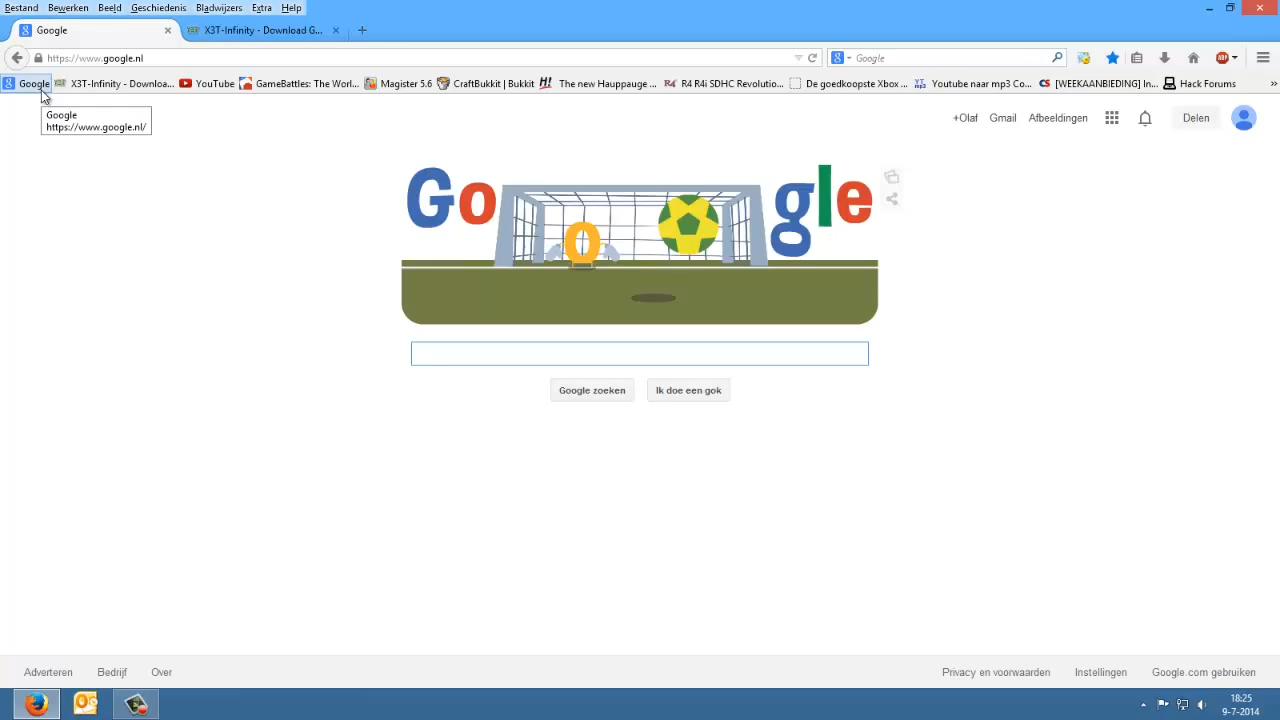 Bestand Bewerken Beeld Geschiedenis Bladwijzers Extra Help
Google X3T-Infinity - Download G...
https://www.google.nl Google
Google X3T-Infinity - Downloa... YouTube GameBattles: The Worl... Magister 5.6 CraftBukkit | Bukkit The new Hauppauge ... R4 R4i SDHC Revolutio... De goedkoopste Xbox ... Youtube naar mp3 Co... [WEEKAANBIEDING] In... Hack Forums
Google
https://www.google.nl/
+Olaf Gmail Afbeeldingen Delen
Google
Google zoeken Ik doe een gok
Adverteren Bedrijf Over Privacy en voorwaarden Instellingen Google.com gebruiken
18:25
9-7-2014